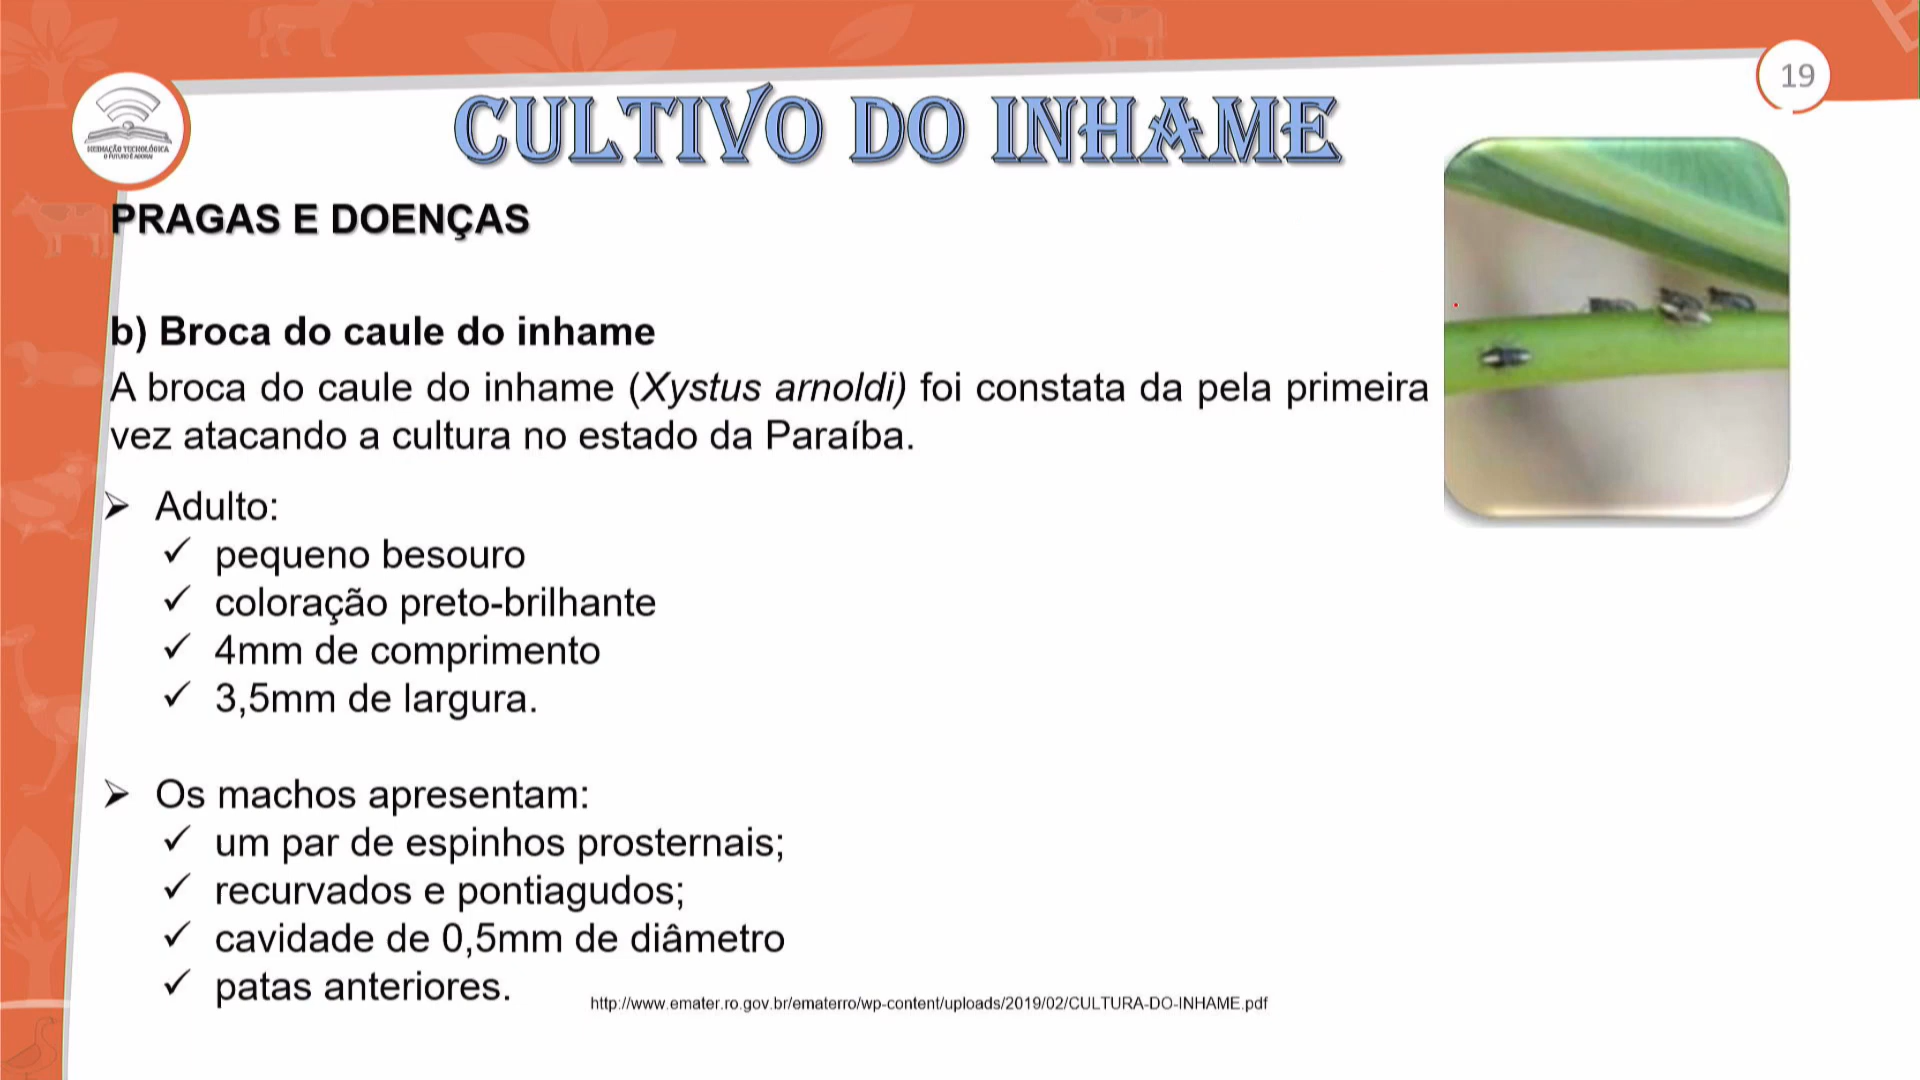 19
MEDIAÇÃO TECNOLÓGICA
O FUTURO É AGORA!
CULTIVO DO INHAME
PRAGAS E DOENÇAS
b) Broca do caule do inhame
A broca do caule do inhame (Xystus arnoldi) foi constata da pela primeira
vez atacando a cultura no estado da Paraíba.
➢ Adulto:
✓ pequeno besouro
✓ coloração preto-brilhante
✓ 4mm de comprimento
✓ 3,5mm de largura.
➢ Os machos apresentam:
✓ um par de espinhos prosternais;
✓ recurvados e pontiagudos;
✓ cavidade de 0,5mm de diâmetro
✓ patas anteriores.
http://www.emater.ro.gov.br/ematerro/wp-content/uploads/2019/02/CULTURA-DO-INHAME.pdf